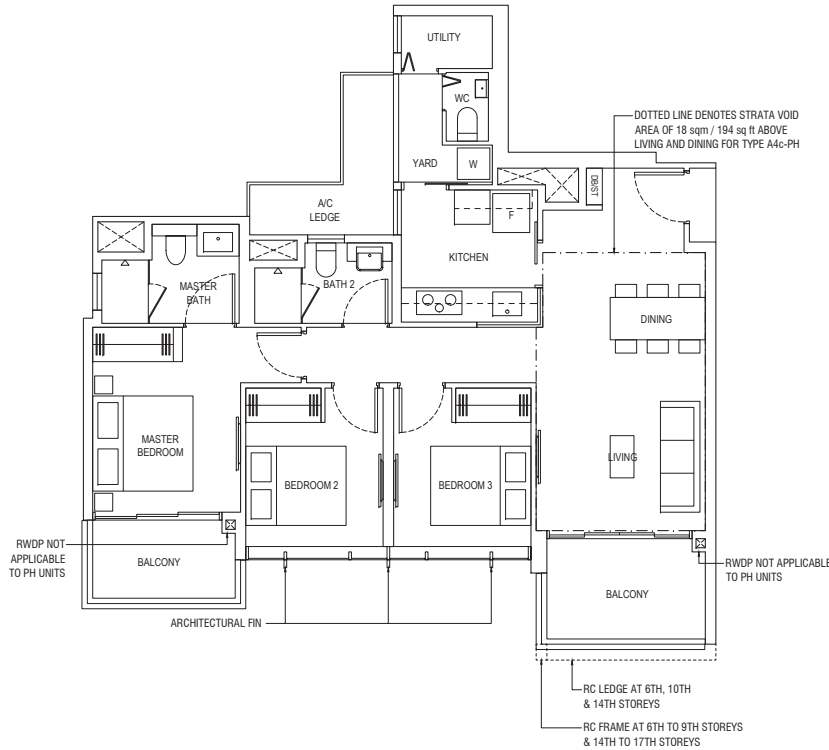 UTILITY
WC
DOTTED LINE DENOTES STRATA VOID
AREA OF 18 sqm / 194 sq ft ABOVE
LIVING AND DINING FOR TYPE A4c-PH
YARD
W
DB/ST
A/C
LEDGE
F
KITCHEN
MASTER
BATH
BATH 2
DINING
MASTER
BEDROOM
LIVING
BEDROOM 2
BEDROOM 3
RWDP NOT
APPLICABLE
TO PH UNITS
BALCONY
RWDP NOT APPLICABLE
TO PH UNITS
BALCONY
ARCHITECTURAL FIN
RC LEDGE AT 6TH, 10TH
& 14TH STOREYS
RC FRAME AT 6TH TO 9TH STOREYS
& 14TH TO 17TH STOREYS